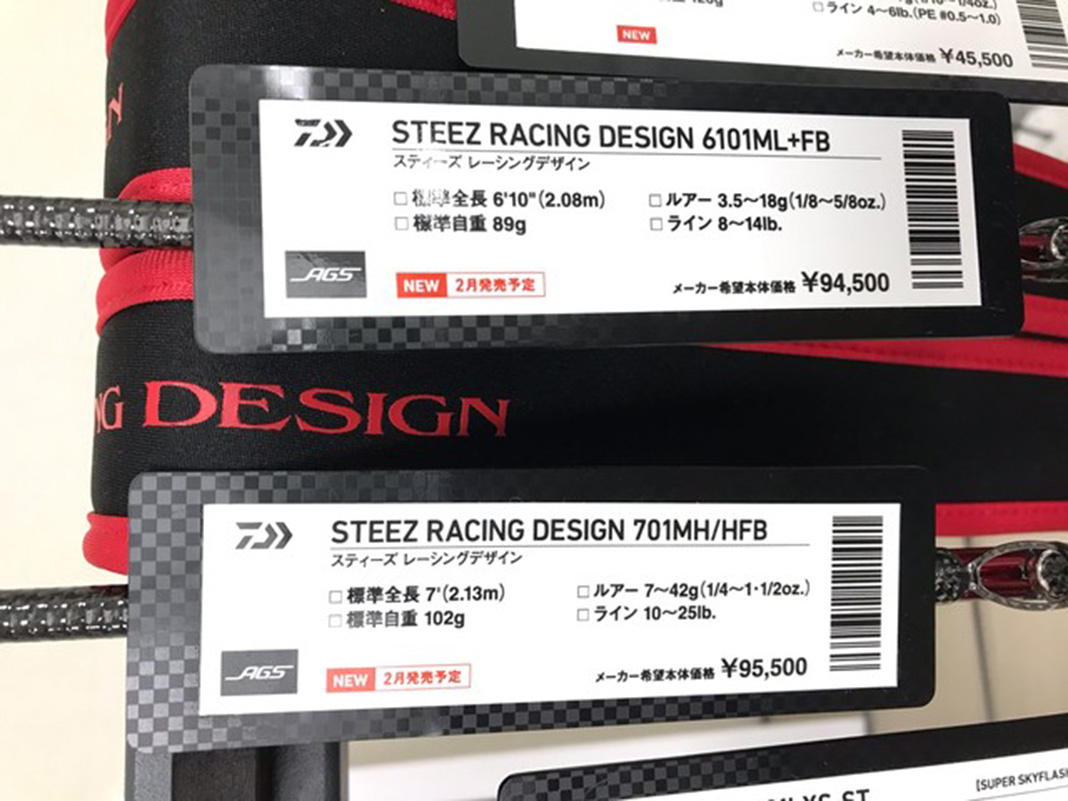 □ ライン 4〜6lb.(PE #0.5〜1.0)
NEW
メーカー希望本体価格 ¥45,500
STEEZ RACING DESIGN 6101ML+FB
スティーズ レーシングデザイン
□ 標準全長 6'10"(2.08m)
□ ルアー 3.5〜18g(1/8〜5/8oz.)
□ 標準自重 89g
□ ライン 8〜14lb.
AGS
NEW 2月発売予定
メーカー希望本体価格 ¥94,500
NG DESIGN
STEEZ RACING DESIGN 701MH/HFB
スティーズ レーシングデザイン
□ 標準全長 7'(2.13m)
□ ルアー 7〜42g(1/4〜1・1/2oz.)
□ 標準自重 102g
□ ライン 10〜25lb.
AGS
NEW 2月発売予定
メーカー希望本体価格 ¥95,500
[SUPER SKYFLASH